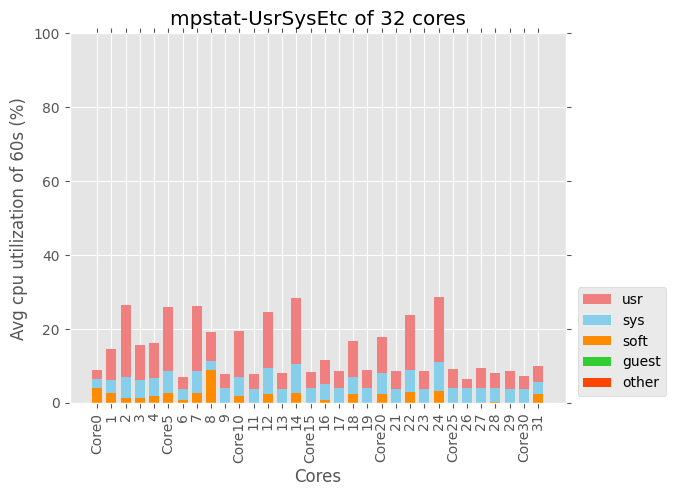 mpstat-UsrSysEtc of 32 cores
Avg cpu utilization of 60s (%)
100
80
60
40
20
0
Core0
1
2
3
4
Core5
6
7
8
9
Core10
11
12
13
14
Core15
16
17
18
19
Core20
21
22
23
24
Core25
26
27
28
29
Core30
31
Cores
usr
sys
soft
guest
other